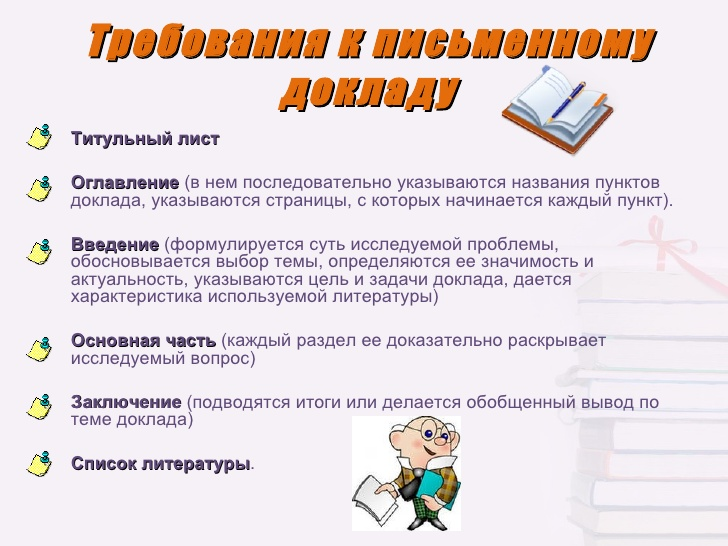 Требования к письменному
докладу
Титульный лист
Оглавление (в нем последовательно указываются названия пунктов
доклада, указываются страницы, с которых начинается каждый пункт).
Введение (формулируется суть исследуемой проблемы,
обосновывается выбор темы, определяются ее значимость и
актуальность, указываются цель и задачи доклада, дается
характеристика используемой литературы)
Основная часть (каждый раздел ее доказательно раскрывает
исследуемый вопрос)
Заключение (подводятся итоги или делается обобщенный вывод по
теме доклада)
Список литературы.